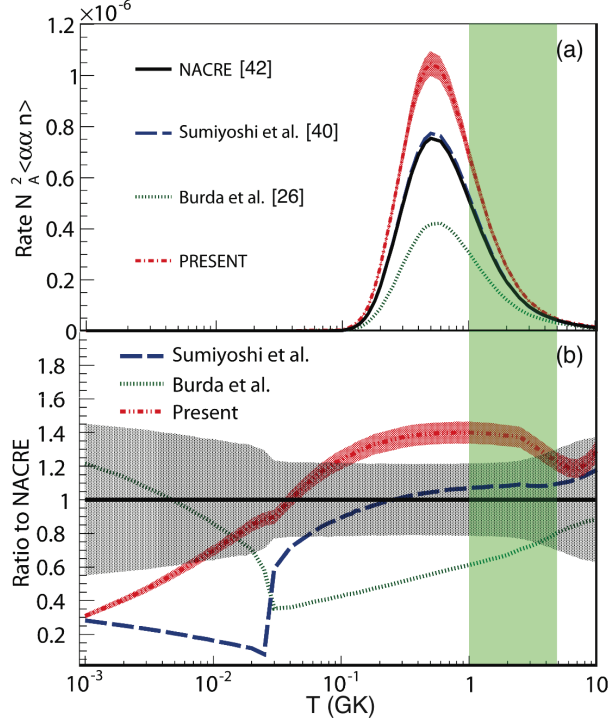 ×10⁻⁶
(a)
1.2
1
0.8
0.6
0.4
0.2
0
Rate N²_A <αα n>
NACRE [42]
Sumiyoshi et al. [40]
Burda et al. [26]
PRESENT
(b)
1.8
1.6
1.4
1.2
1
0.8
0.6
0.4
0.2
Ratio to NACRE
Sumiyoshi et al.
Burda et al.
Present
10⁻³ 10⁻² 10⁻¹ 1 10
T (GK)